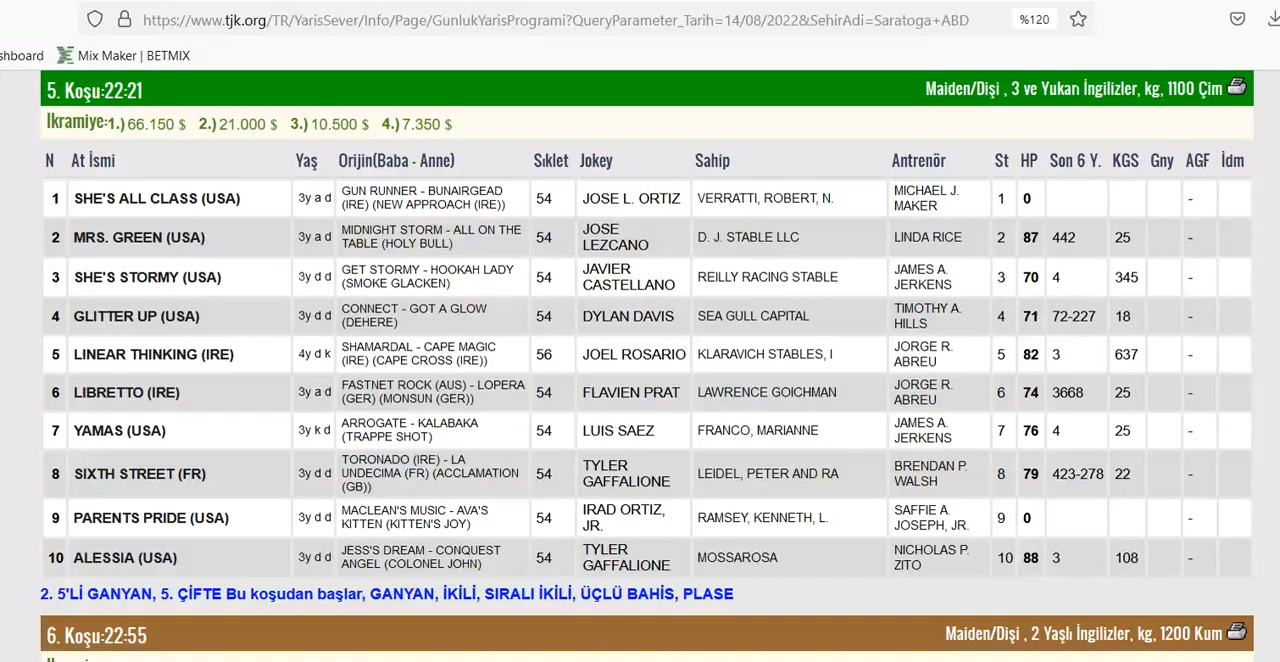 https://www.tjk.org/TR/YarisSever/Info/Page/GunlukYarisProgrami?QueryParameter_Tarih=14/08/2022&SehirAdi=Saratoga+ABD %120
shboard Mix Maker | BETMIX
5. Koşu:22:21 Maiden/Dişi , 3 ve Yukarı İngilizler, kg, 1100 Çim
İkramiye:1.) 66.150 $ 2.) 21.000 $ 3.) 10.500 $ 4.) 7.350 $
N At İsmi Yaş Orijin(Baba - Anne) Sıklet Jokey Sahip Antrenör St HP Son 6 Y. KGS Gny AGF İdm
1 SHE'S ALL CLASS (USA) 3y a d GUN RUNNER - BUNAIRGEAD (IRE) (NEW APPROACH (IRE)) 54 JOSE L. ORTIZ VERRATTI, ROBERT, N. MICHAEL J. MAKER 1 0 -
2 MRS. GREEN (USA) 3y a d MIDNIGHT STORM - ALL ON THE TABLE (HOLY BULL) 54 JOSE LEZCANO D. J. STABLE LLC LINDA RICE 2 87 442 25 -
3 SHE'S STORMY (USA) 3y d d GET STORMY - HOOKAH LADY (SMOKE GLACKEN) 54 JAVIER CASTELLANO REILLY RACING STABLE JAMES A. JERKENS 3 70 4 345 -
4 GLITTER UP (USA) 3y d d CONNECT - GOT A GLOW (DEHERE) 54 DYLAN DAVIS SEA GULL CAPITAL TIMOTHY A. HILLS 4 71 72-227 18 -
5 LINEAR THINKING (IRE) 4y d k SHAMARDAL - CAPE MAGIC (IRE) (CAPE CROSS (IRE)) 56 JOEL ROSARIO KLARAVICH STABLES, I JORGE R. ABREU 5 82 3 637 -
6 LIBRETTO (IRE) 3y a d FASTNET ROCK (AUS) - LOPERA (GER) (MONSUN (GER)) 54 FLAVIEN PRAT LAWRENCE GOICHMAN JORGE R. ABREU 6 74 3668 25 -
7 YAMAS (USA) 3y k d ARROGATE - KALABAKA (TRAPPE SHOT) 54 LUIS SAEZ FRANCO, MARIANNE JAMES A. JERKENS 7 76 4 25 -
8 SIXTH STREET (FR) 3y d d TORONADO (IRE) - LA UNDECIMA (FR) (ACCLAMATION (GB)) 54 TYLER GAFFALIONE LEIDEL, PETER AND RA BRENDAN P. WALSH 8 79 423-278 22 -
9 PARENTS PRIDE (USA) 3y d d MACLEAN'S MUSIC - AVA'S KITTEN (KITTEN'S JOY) 54 IRAD ORTIZ, JR. RAMSEY, KENNETH, L. SAFFIE A. JOSEPH, JR. 9 0 -
10 ALESSIA (USA) 3y d d JESS'S DREAM - CONQUEST ANGEL (COLONEL JOHN) 54 TYLER GAFFALIONE MOSSAROSA NICHOLAS P. ZITO 10 88 3 108 -
2. 5'Lİ GANYAN, 5. ÇİFTE Bu koşudan başlar, GANYAN, İKİLİ, SIRALI İKİLİ, ÜÇLÜ BAHİS, PLASE
6. Koşu:22:55 Maiden/Dişi , 2 Yaşlı İngilizler, kg, 1200 Kum